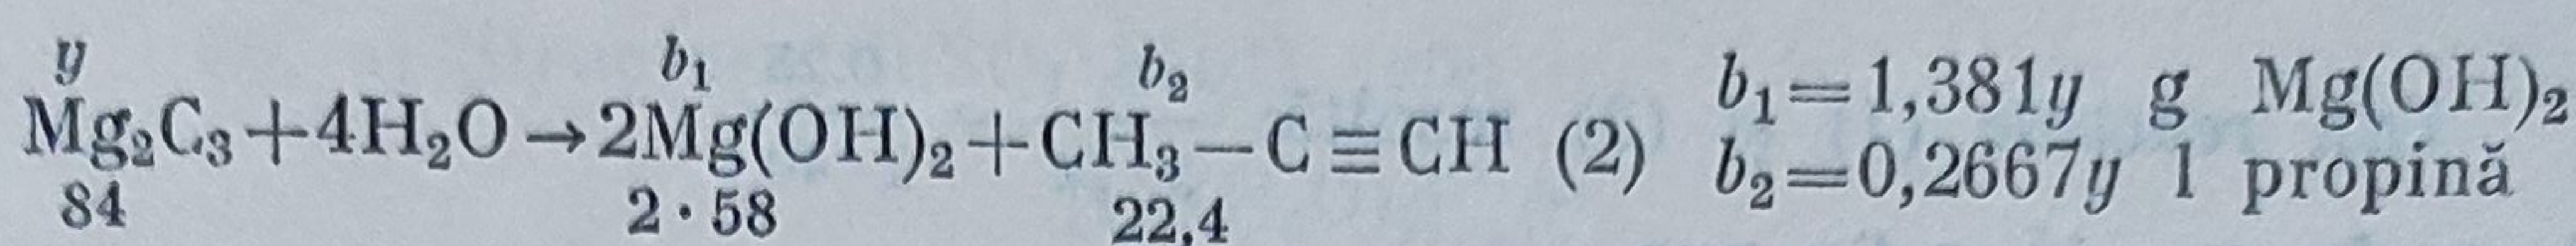 y b₁ b₂
Mg₂C₃+4H₂O→2Mg(OH)₂+CH₃−C≡CH (2)
84 2·58 22,4
b₁=1,381y g Mg(OH)₂
b₂=0,2667y l propină